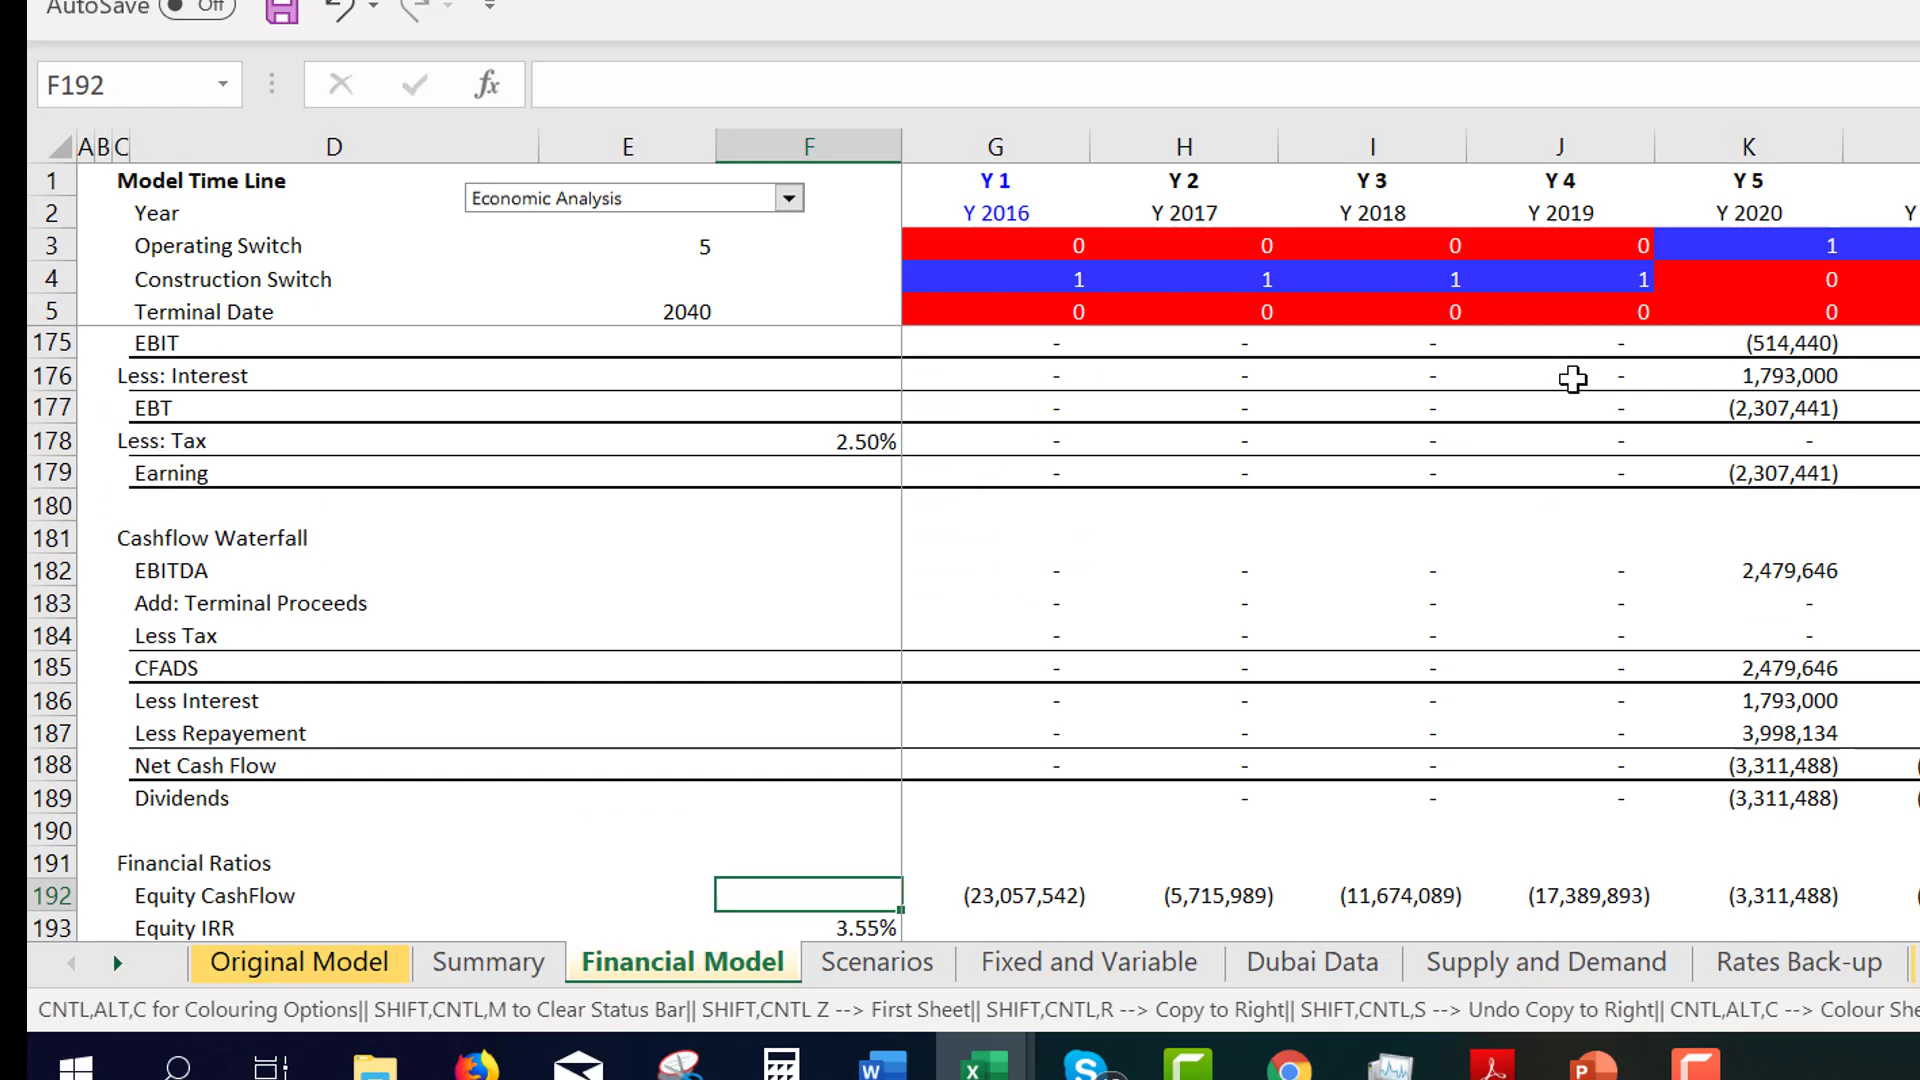 AutoSave Off
F192 fx
A B C D E F G H I J K
1 Model Time Line Economic Analysis Y 1 Y 2 Y 3 Y 4 Y 5
2 Year Y 2016 Y 2017 Y 2018 Y 2019 Y 2020 Y
3 Operating Switch 5 0 0 0 0 1
4 Construction Switch 1 1 1 1 0
5 Terminal Date 2040 0 0 0 0 0
175 EBIT - - - - (514,440)
176 Less: Interest - - - - 1,793,000
177 EBT - - - - (2,307,441)
178 Less: Tax 2.50% - - - - -
179 Earning - - - - (2,307,441)
180
181 Cashflow Waterfall
182 EBITDA - - - - 2,479,646
183 Add: Terminal Proceeds - - - - -
184 Less Tax - - - - -
185 CFADS - - - - 2,479,646
186 Less Interest - - - - 1,793,000
187 Less Repayement - - - - 3,998,134
188 Net Cash Flow - - - - (3,311,488) (
189 Dividends - - - (3,311,488) (
190
191 Financial Ratios
192 Equity CashFlow (23,057,542) (5,715,989) (11,674,089) (17,389,893) (3,311,488) (
193 Equity IRR 3.55%
Original Model Summary Financial Model Scenarios Fixed and Variable Dubai Data Supply and Demand Rates Back-up
CNTL,ALT,C for Colouring Options|| SHIFT,CNTL,M to Clear Status Bar|| SHIFT,CNTL Z --> First Sheet|| SHIFT,CNTL,R --> Copy to Right|| SHIFT,CNTL,S --> Undo Copy to Right|| CNTL,ALT,C --> Colour She